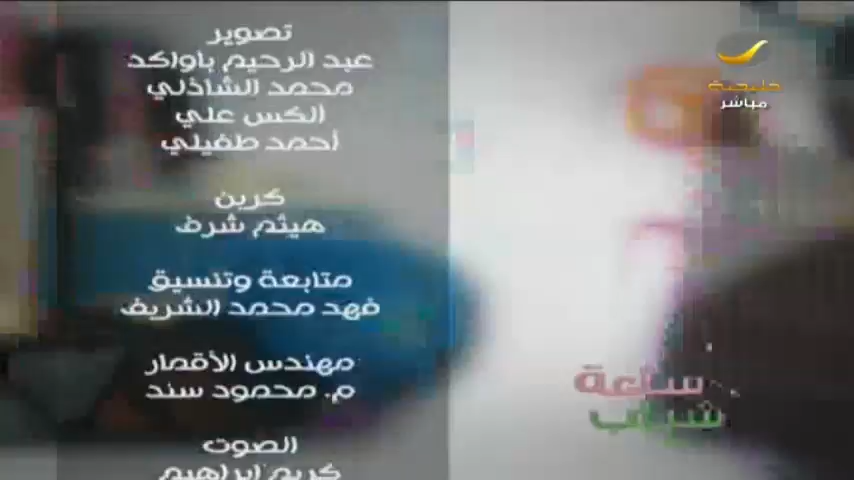 تصوير
عبد الرحيم باواكد
محمد الشاذلي
الكس علي
أحمد طفيلي
كرين
هيثم شرف
متابعة وتنسيق
فهد محمد الشريف
مهندس الأقمار
م. محمود سند
الصوت
كريم ابراهيم
خليجية
مباشر
ساعة
شباب